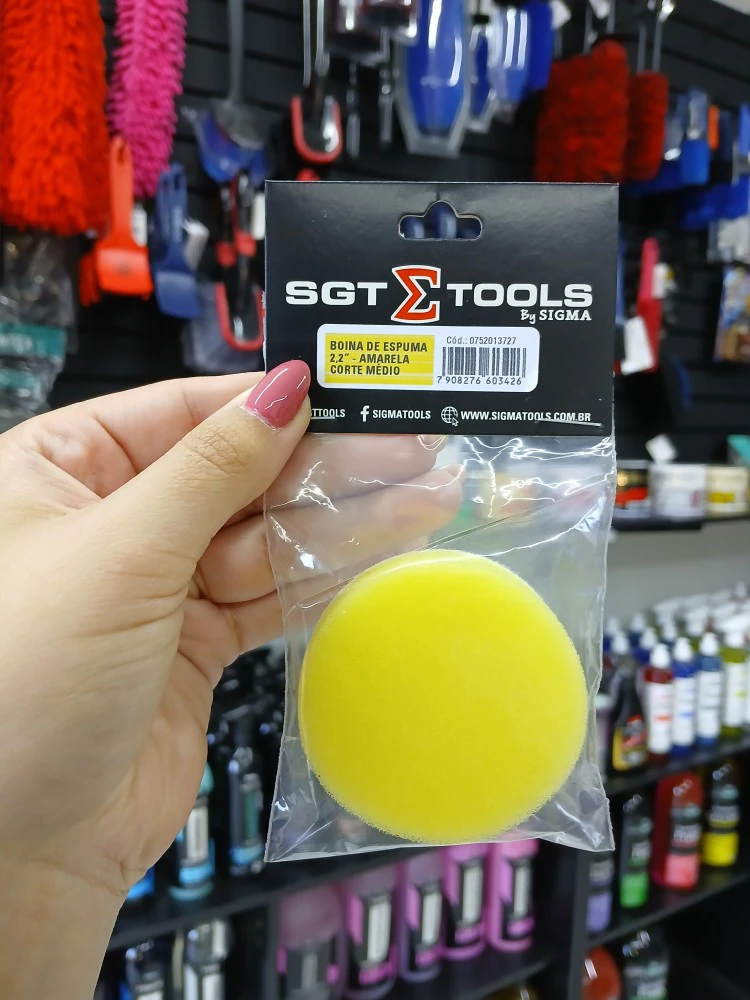 SGT Σ TOOLS
By SIGMA
BOINA DE ESPUMA
2,2" - AMARELA
CORTE MÉDIO
Cód.: 0752013727
7 908276 603426
SIGMATOOLS
WWW.SIGMATOOLS.COM.BR